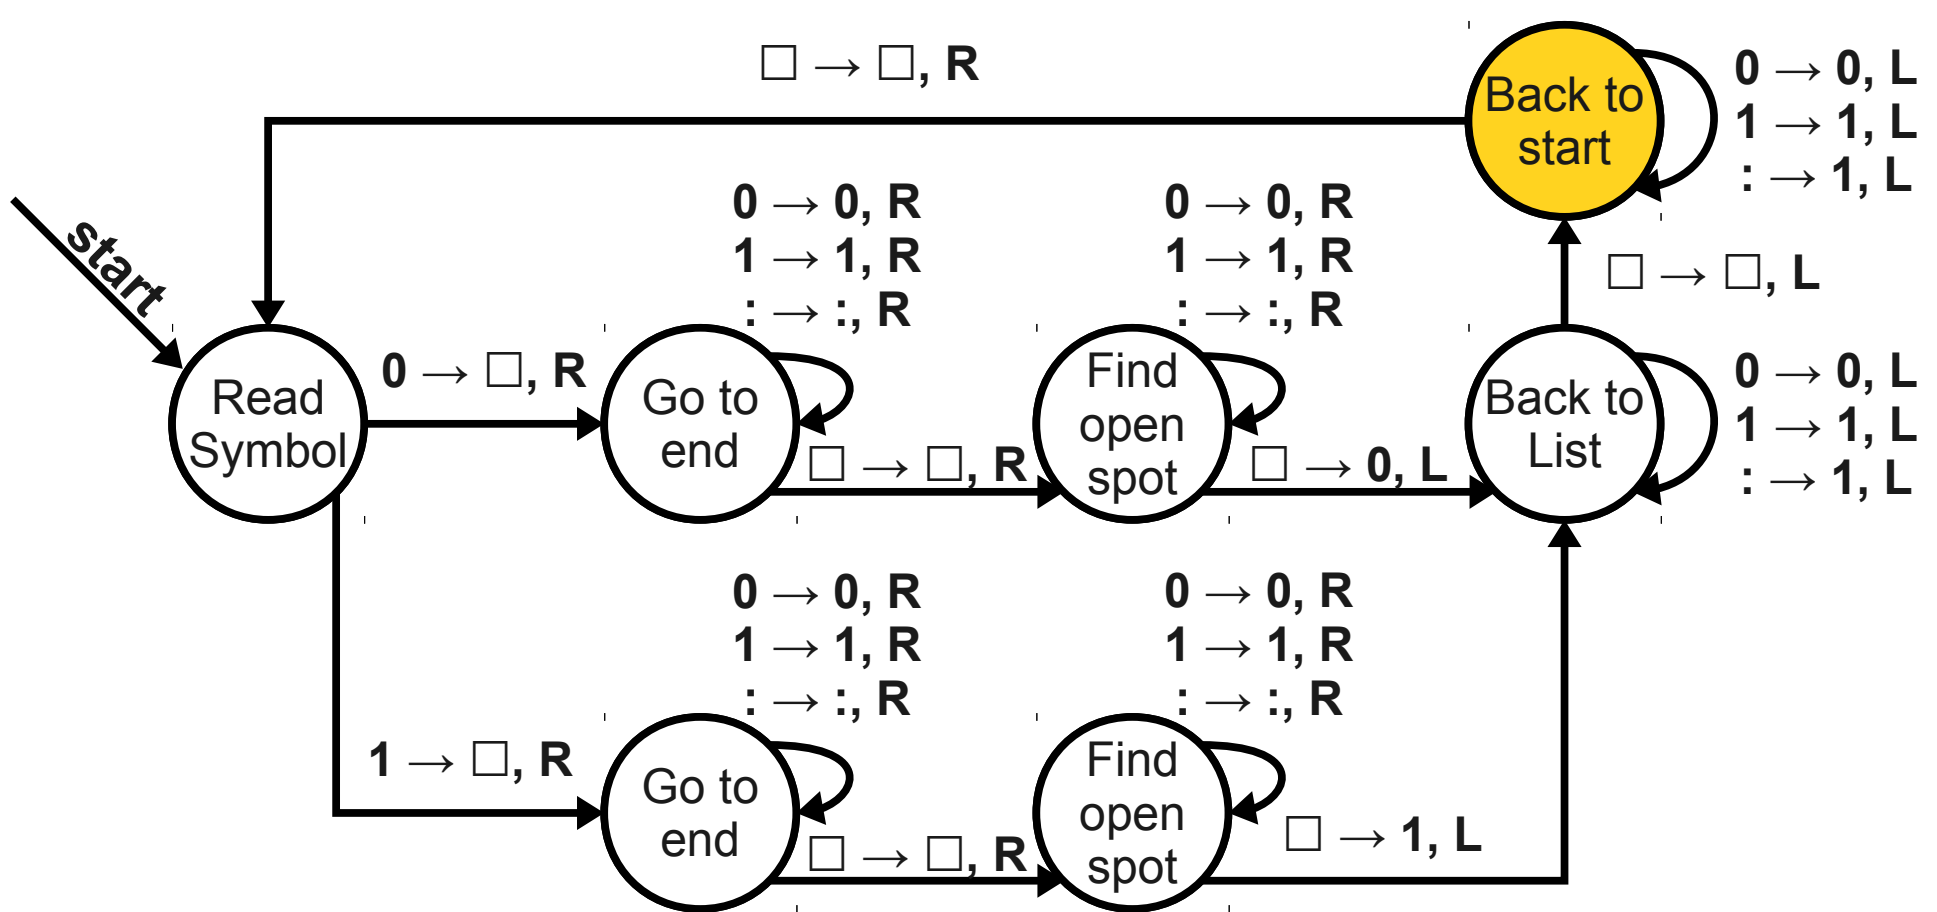 □ → □, R
Back to
start
0 → 0, L
1 → 1, L
: → 1, L
start
0 → 0, R
1 → 1, R
: → :, R
0 → 0, R
1 → 1, R
: → :, R
□ → □, L
Read
Symbol
0 → □, R
Go to
end
□ → □, R
Find
open
spot
□ → 0, L
Back to
List
0 → 0, L
1 → 1, L
: → 1, L
0 → 0, R
1 → 1, R
: → :, R
0 → 0, R
1 → 1, R
: → :, R
1 → □, R
Go to
end
□ → □, R
Find
open
spot
□ → 1, L